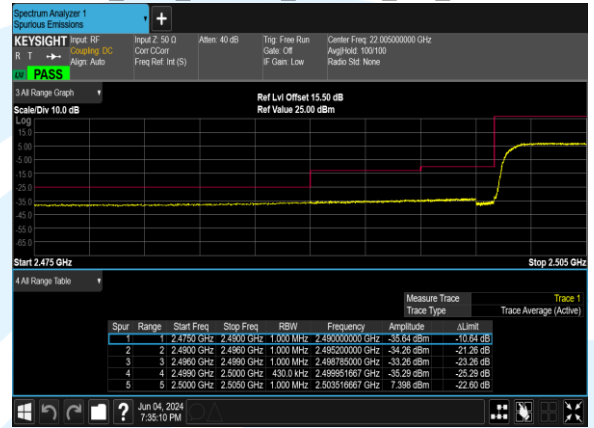 Spectrum Analyzer 1
Spurious Emissions
+
KEYSIGHT Input: RF Input Z: 50 Ω Atten: 40 dB Trig: Free Run Center Freq: 22.005000000 GHz
R T Coupling: DC Corr CCorr Gate: Off Avg|Hold: 100/100
Align: Auto Freq Ref: Int (S) IF Gain: Low Radio Std: None
LW PASS
3 All Range Graph
Ref Lvl Offset 15.50 dB
Scale/Div 10.0 dB Ref Value 25.00 dBm
Log
15.0
5.00
-5.00
-15.0
-25.0
-35.0
-45.0
-55.0
-65.0
Start 2.475 GHz Stop 2.505 GHz
4 All Range Table
Measure Trace Trace 1
Trace Type Trace Average (Active)
Spur Range Start Freq Stop Freq RBW Frequency Amplitude ΔLimit
1 1 2.4750 GHz 2.4900 GHz 1.000 MHz 2.490000000 GHz -35.64 dBm -10.64 dB
2 2 2.4900 GHz 2.4960 GHz 1.000 MHz 2.495200000 GHz -34.26 dBm -21.26 dB
3 3 2.4960 GHz 2.4990 GHz 1.000 MHz 2.498785000 GHz -33.26 dBm -23.26 dB
4 4 2.4990 GHz 2.5000 GHz 430.0 kHz 2.499951667 GHz -35.29 dBm -25.29 dB
5 5 2.5000 GHz 2.5050 GHz 1.000 MHz 2.503516667 GHz 7.398 dBm -22.60 dB
? Jun 04, 2024
7:35:10 PM